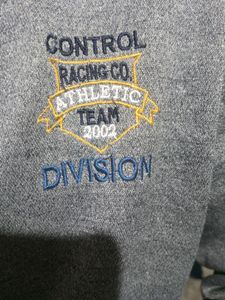 CONTROL
RACING CO.
ATHLETIC
TEAM
2002
DIVISION